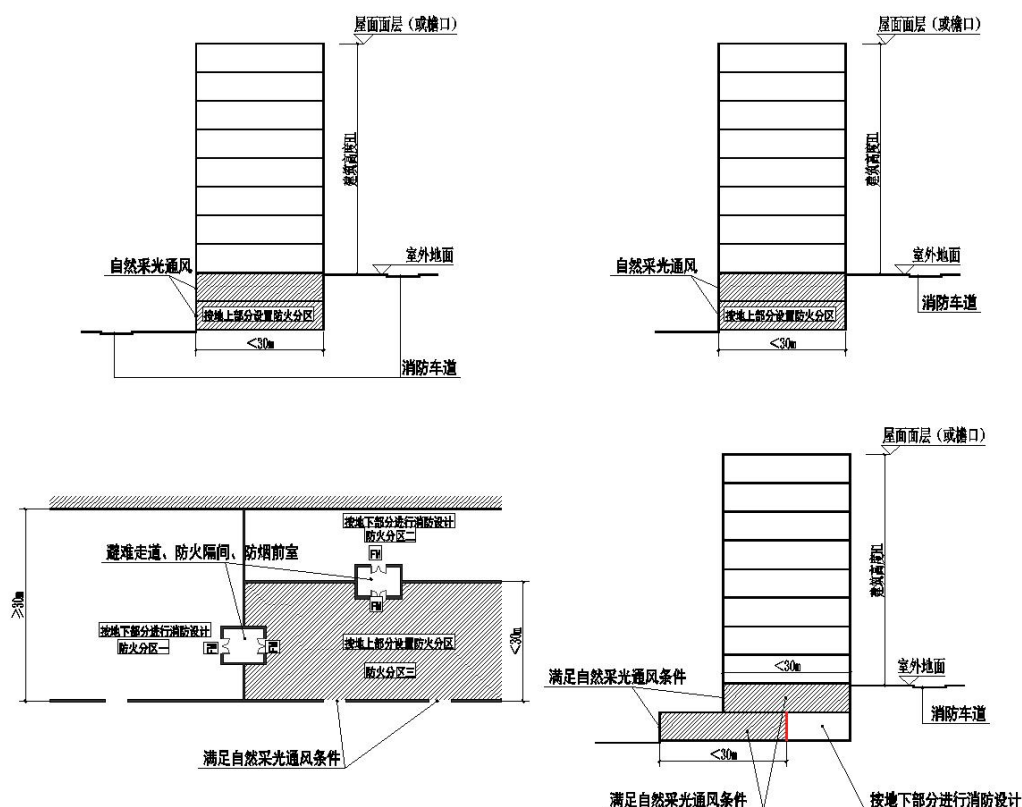 屋面面层（或檐口）
建筑高度H1
室外地面
自然采光通风
按地上部分设置防火分区
<30m
消防车道
屋面面层（或檐口）
建筑高度H1
室外地面
自然采光通风
消防车道
按地上部分设置防火分区
<30m
按地下部分进行消防设计
防火分区二
避难走道、防火隔间、防烟前室
FM
FM
≥30m
按地下部分进行消防设计
防火分区一
FM
FM
按地上部分设置防火分区
防火分区三
<30m
满足自然采光通风条件
屋面面层（或檐口）
建筑高度H1
<30m
室外地面
满足自然采光通风条件
消防车道
<30m
满足自然采光通风条件
按地下部分进行消防设计